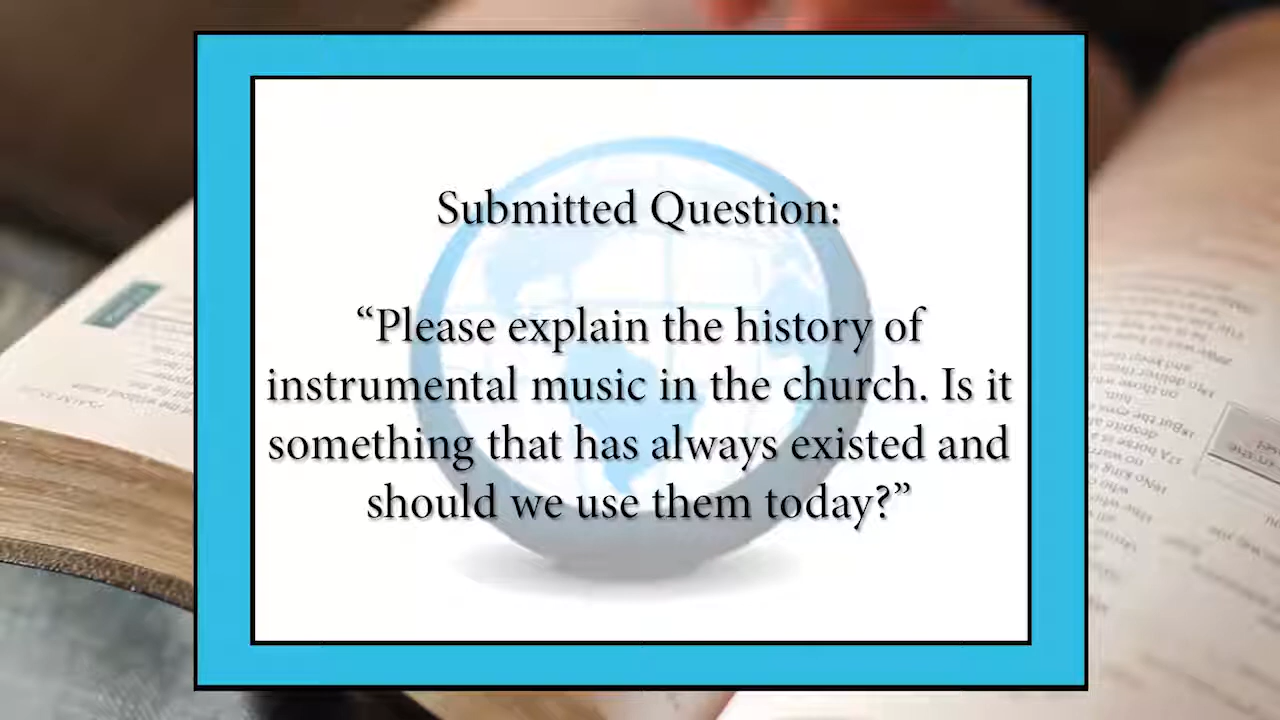 Submitted Question:
“Please explain the history of
instrumental music in the church. Is it
something that has always existed and
should we use them today?”